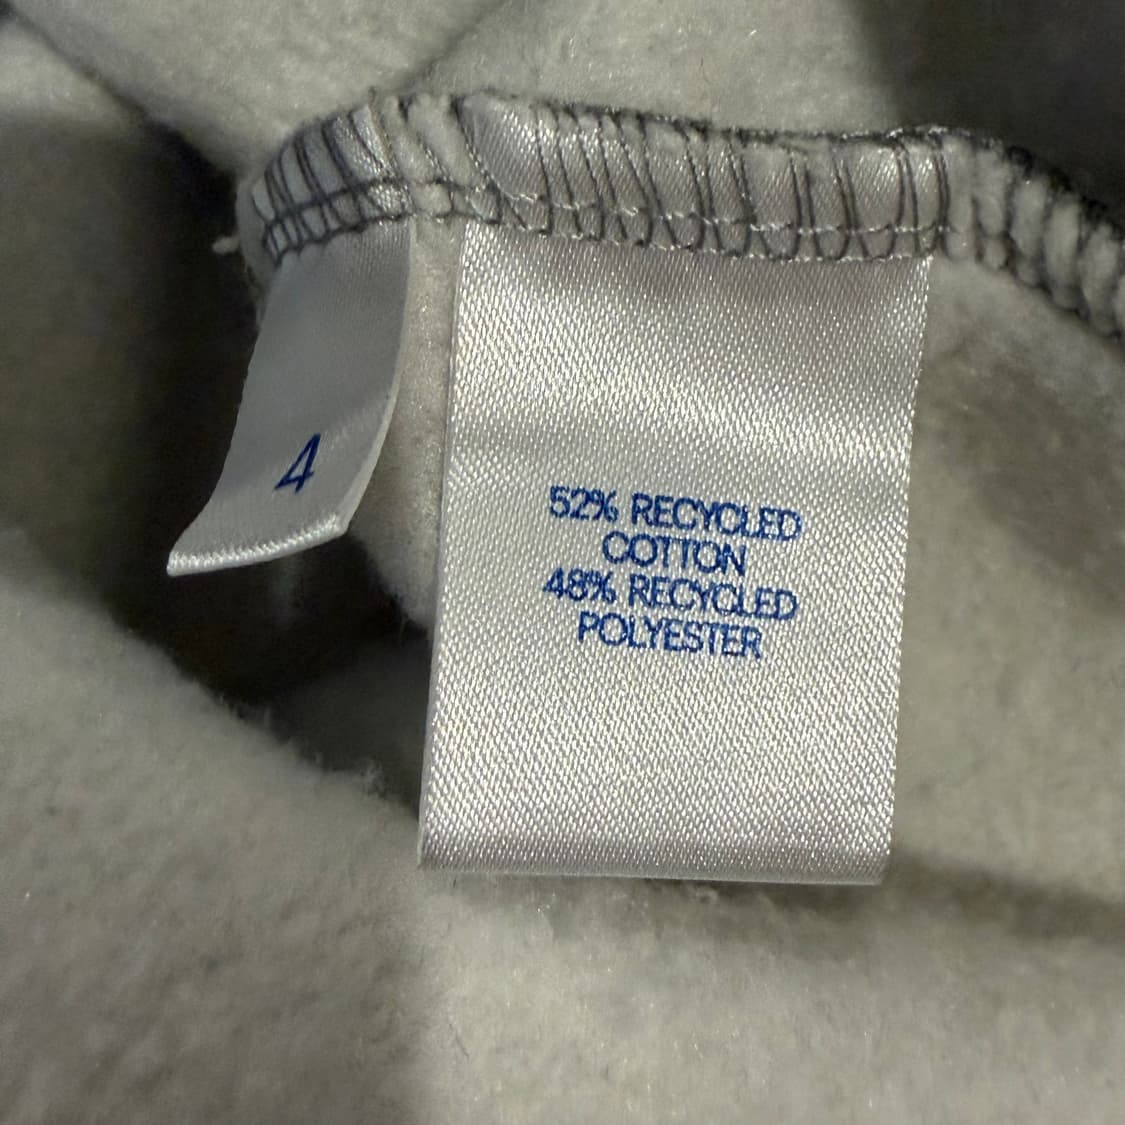 4
52% RECYCLED
COTTON
48% RECYCLED
POLYESTER